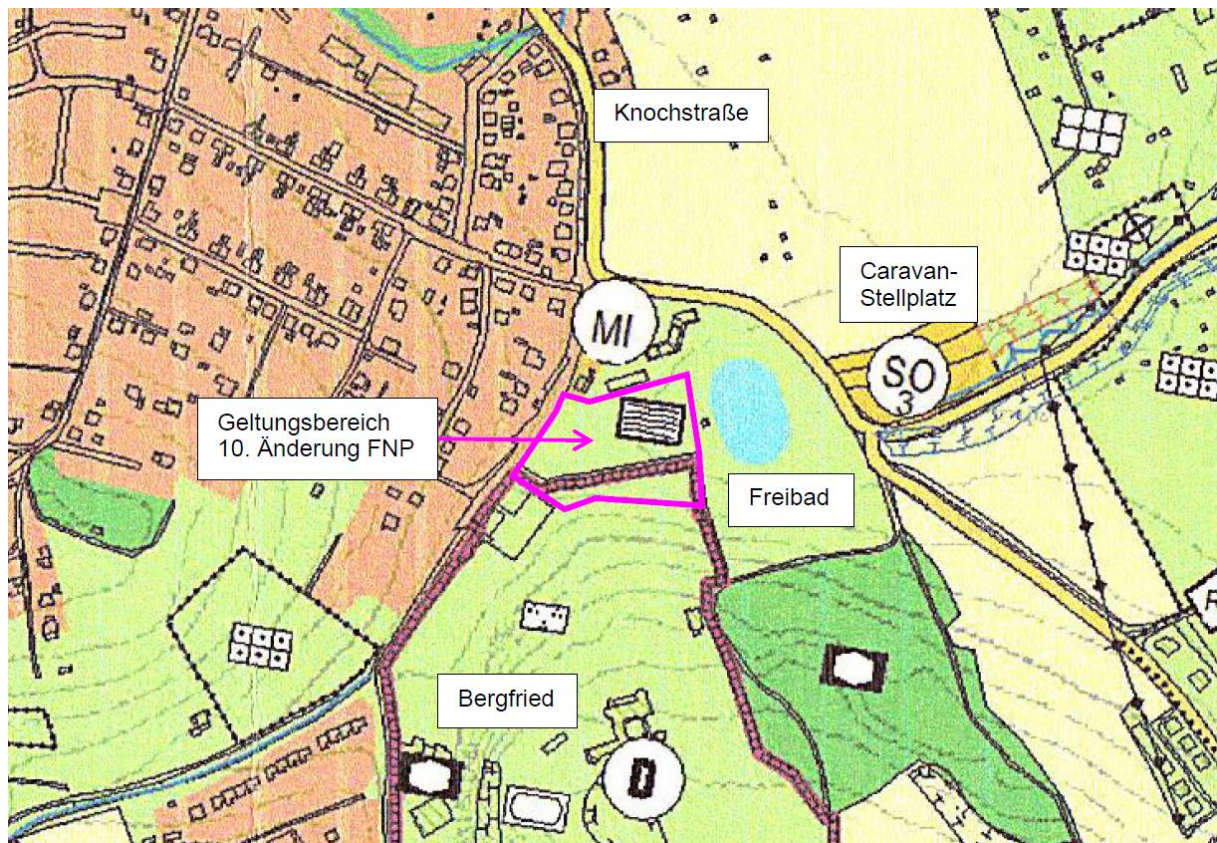 Knochstraße
Caravan-
Stellplatz
MI
SO
3
Geltungsbereich
10. Änderung FNP
Freibad
R
Bergfried
D